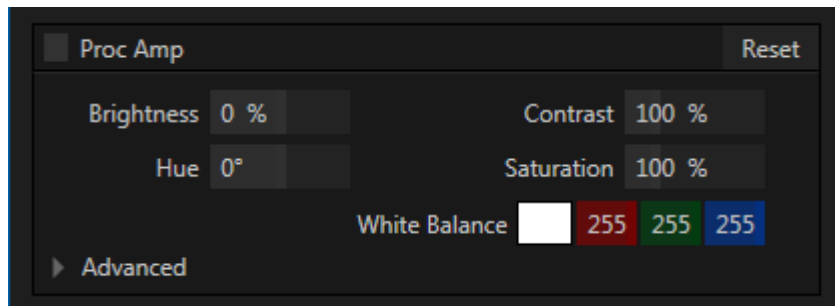 Proc Amp Reset
Brightness 0 % Contrast 100 %
Hue 0° Saturation 100 %
White Balance 255 255 255
Advanced